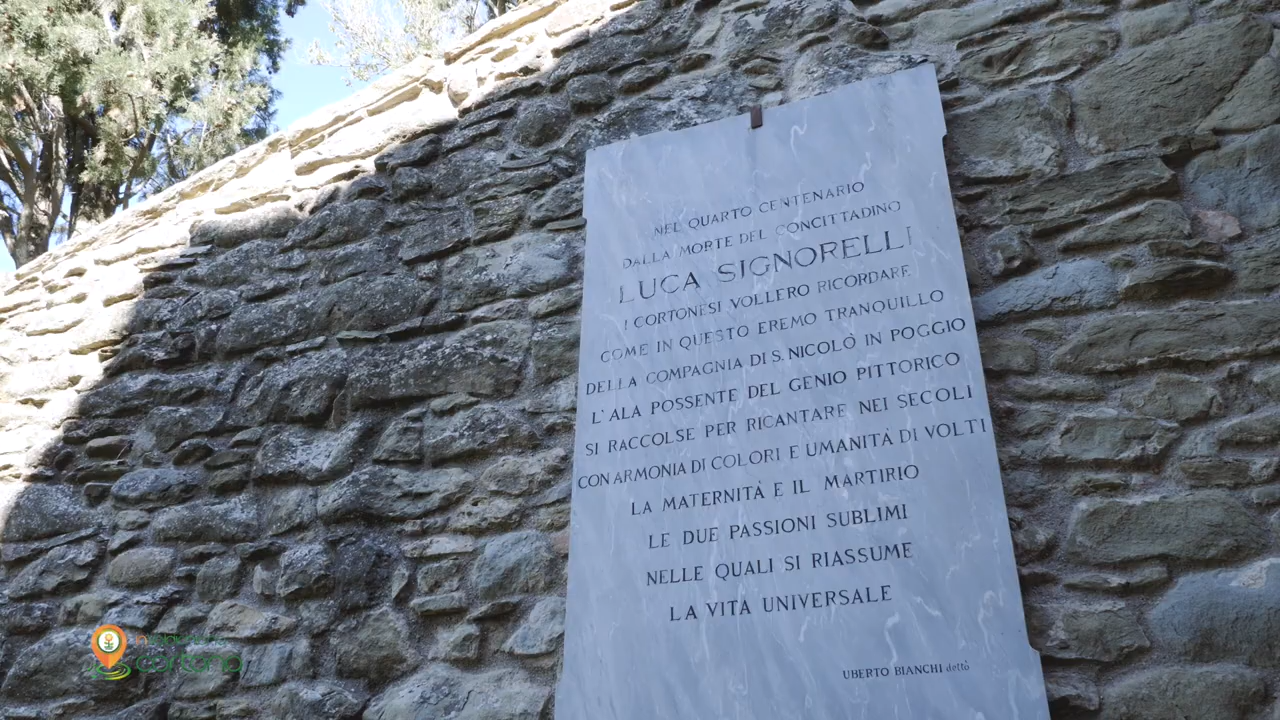 NEL QUARTO CENTENARIO
DALLA MORTE DEL CONCITTADINO
LUCA SIGNORELLI
I CORTONESI VOLLERO RICORDARE
COME IN QUESTO EREMO TRANQUILLO
DELLA COMPAGNIA DI S. NICOLÒ IN POGGIO
L'ALA POSSENTE DEL GENIO PITTORICO
SI RACCOLSE PER RICANTARE NEI SECOLI
CON ARMONIA DI COLORI E UMANITÀ DI VOLTI
LA MATERNITÀ E IL MARTIRIO
LE DUE PASSIONI SUBLIMI
NELLE QUALI SI RIASSUME
LA VITA UNIVERSALE
UBERTO BIANCHI dettò
cortona